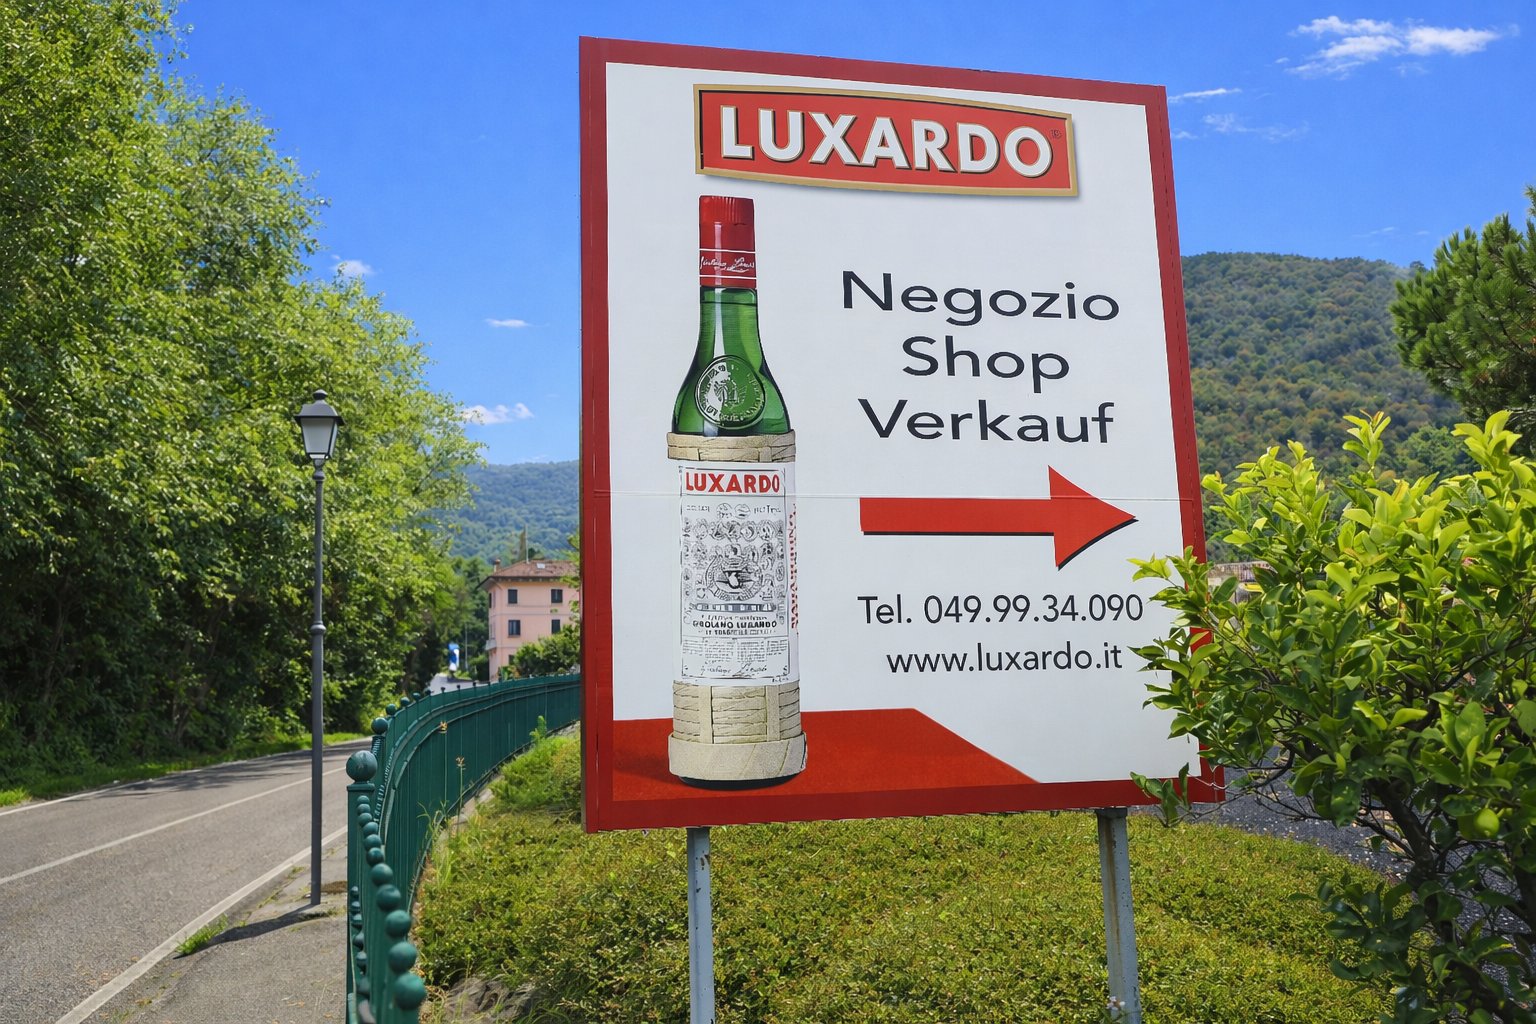 LUXARDO
Negozio
Shop
Verkauf
LUXARDO
Tel. 049.99.34.090
www.luxardo.it